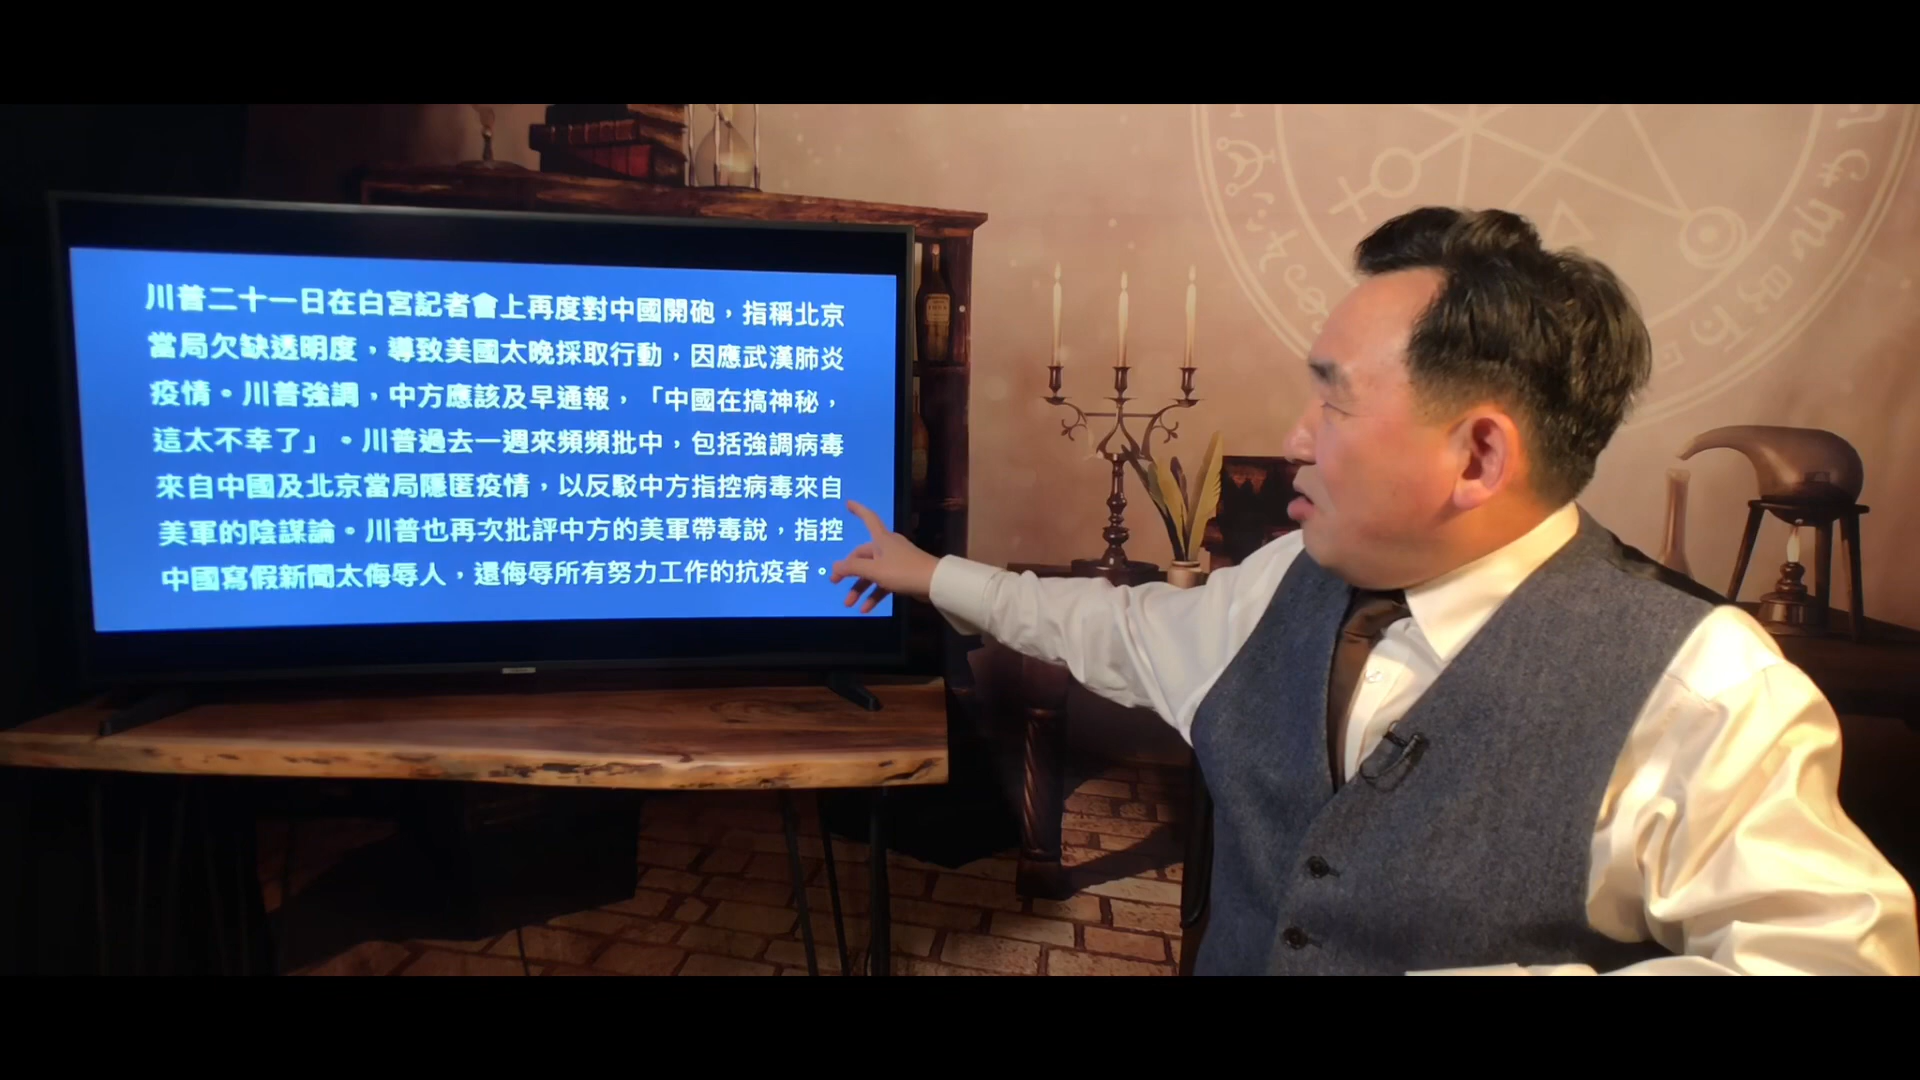 川普二十一日在白宮記者會上再度對中國開砲，指稱北京
當局欠缺透明度，導致美國太晚採取行動，因應武漢肺炎
疫情。川普強調，中方應該及早通報，「中國在搞神秘，
這太不幸了」。川普過去一週來頻頻批中，包括強調病毒
來自中國及北京當局隱匿疫情，以反駁中方指控病毒來自
美軍的陰謀論。川普也再次批評中方的美軍帶毒說，指控
中國寫假新聞太侮辱人，還侮辱所有努力工作的抗疫者。